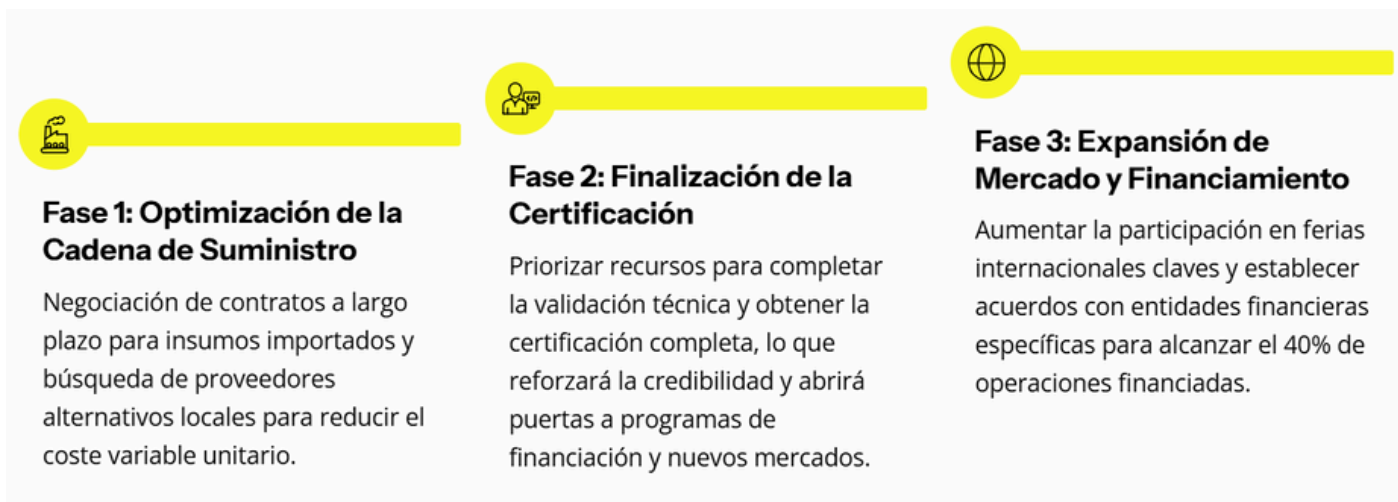 Fase 1: Optimización de la
Cadena de Suministro
Negociación de contratos a largo
plazo para insumos importados y
búsqueda de proveedores
alternativos locales para reducir el
coste variable unitario.
Fase 2: Finalización de la
Certificación
Priorizar recursos para completar
la validación técnica y obtener la
certificación completa, lo que
reforzará la credibilidad y abrirá
puertas a programas de
financiación y nuevos mercados.
Fase 3: Expansión de
Mercado y Financiamiento
Aumentar la participación en ferias
internacionales claves y establecer
acuerdos con entidades financieras
específicas para alcanzar el 40% de
operaciones financiadas.